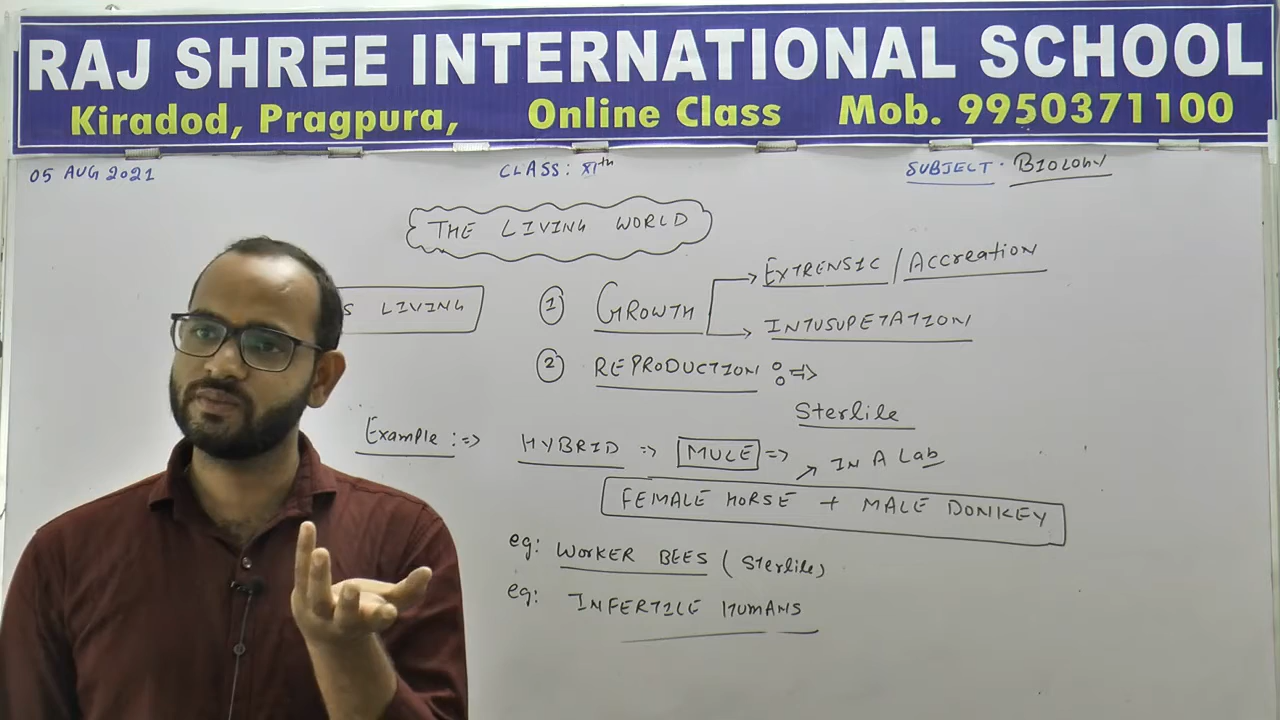 RAJ SHREE INTERNATIONAL SCHOOL
Kiradod, Pragpura, Online Class Mob. 9950371100
05 AUG 2021 CLASS: XIth SUBJECT · BIOLOGY
THE LIVING WORLD
S LIVING
① GROWTH
EXTRENSIC / ACCREATION
INTUSUPETATION
② REPRODUCTION :=>
Sterlile
Example :=> HYBRID => MULE => IN A Lab
FEMALE HORSE + MALE DONKEY
eg: WORKER BEES (Sterlile)
eg: INFERTILE HUMANS